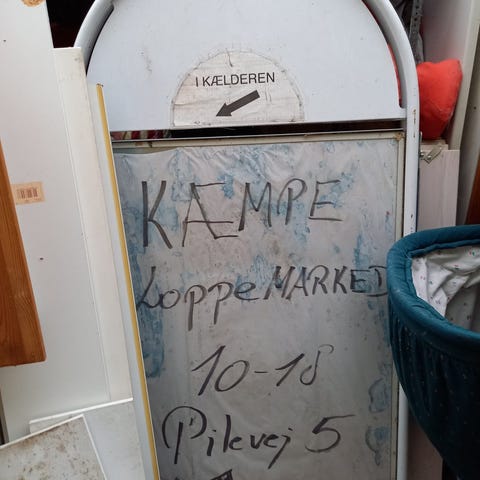 I KÆLDEREN
KÆMPE
LoppeMARKED
10-18
Pilevej 5